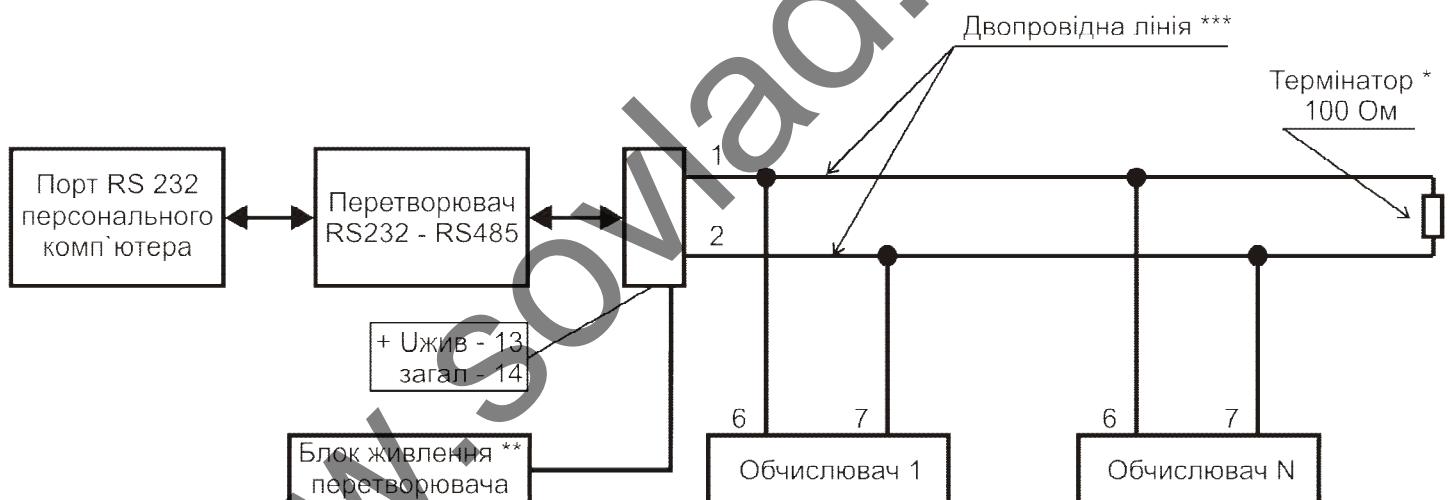 Двопровідна лінія ***
Термінатор *
100 Ом
Порт RS 232
персонального
комп`ютера
Перетворювач
RS232 - RS485
1
2
+ Uжив - 13
загал - 14
Блок живлення **
перетворювача
6
7
Обчислювач 1
6
7
Обчислювач N
w.sovlad.